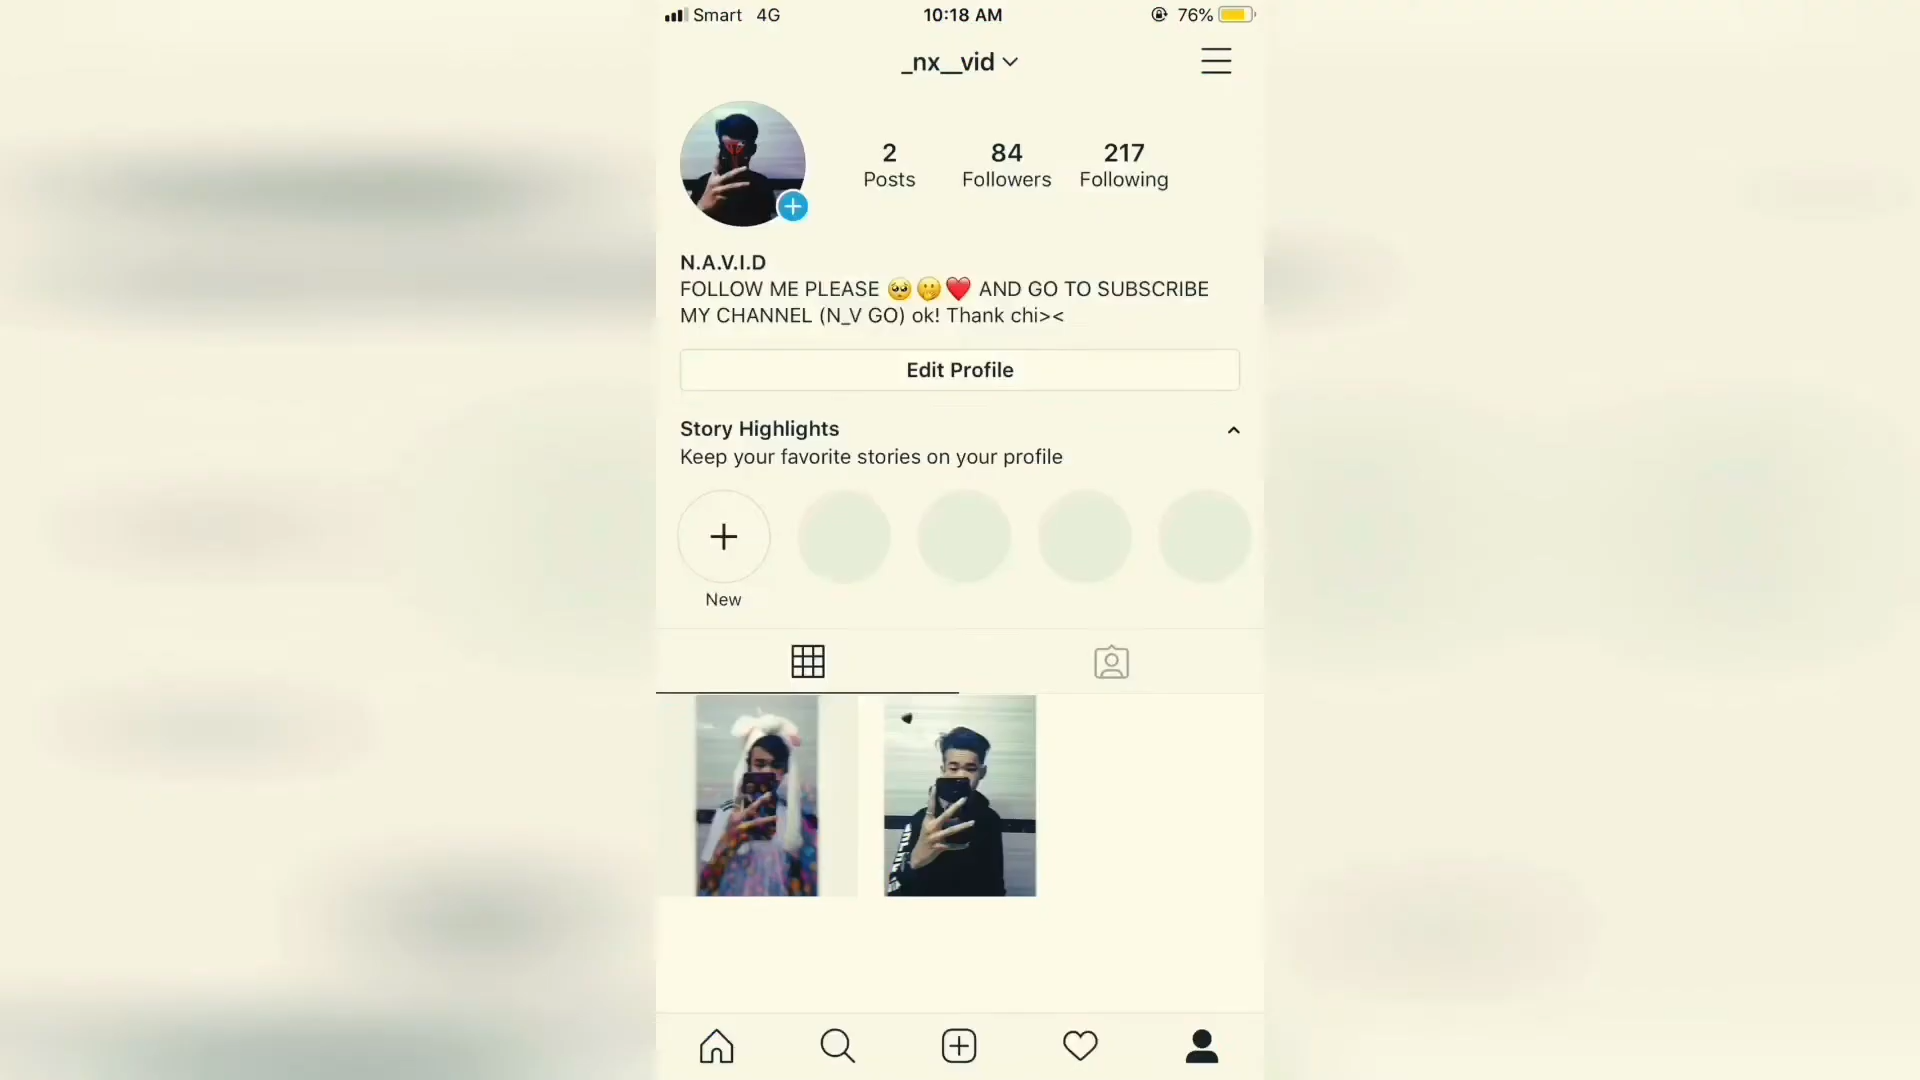 Smart 4G 10:18 AM 76%
_nx__vid
2 84 217
Posts Followers Following
N.A.V.I.D
FOLLOW ME PLEASE 🥺🤭❤️ AND GO TO SUBSCRIBE
MY CHANNEL (N_V GO) ok! Thank chi><
Edit Profile
Story Highlights
Keep your favorite stories on your profile
New